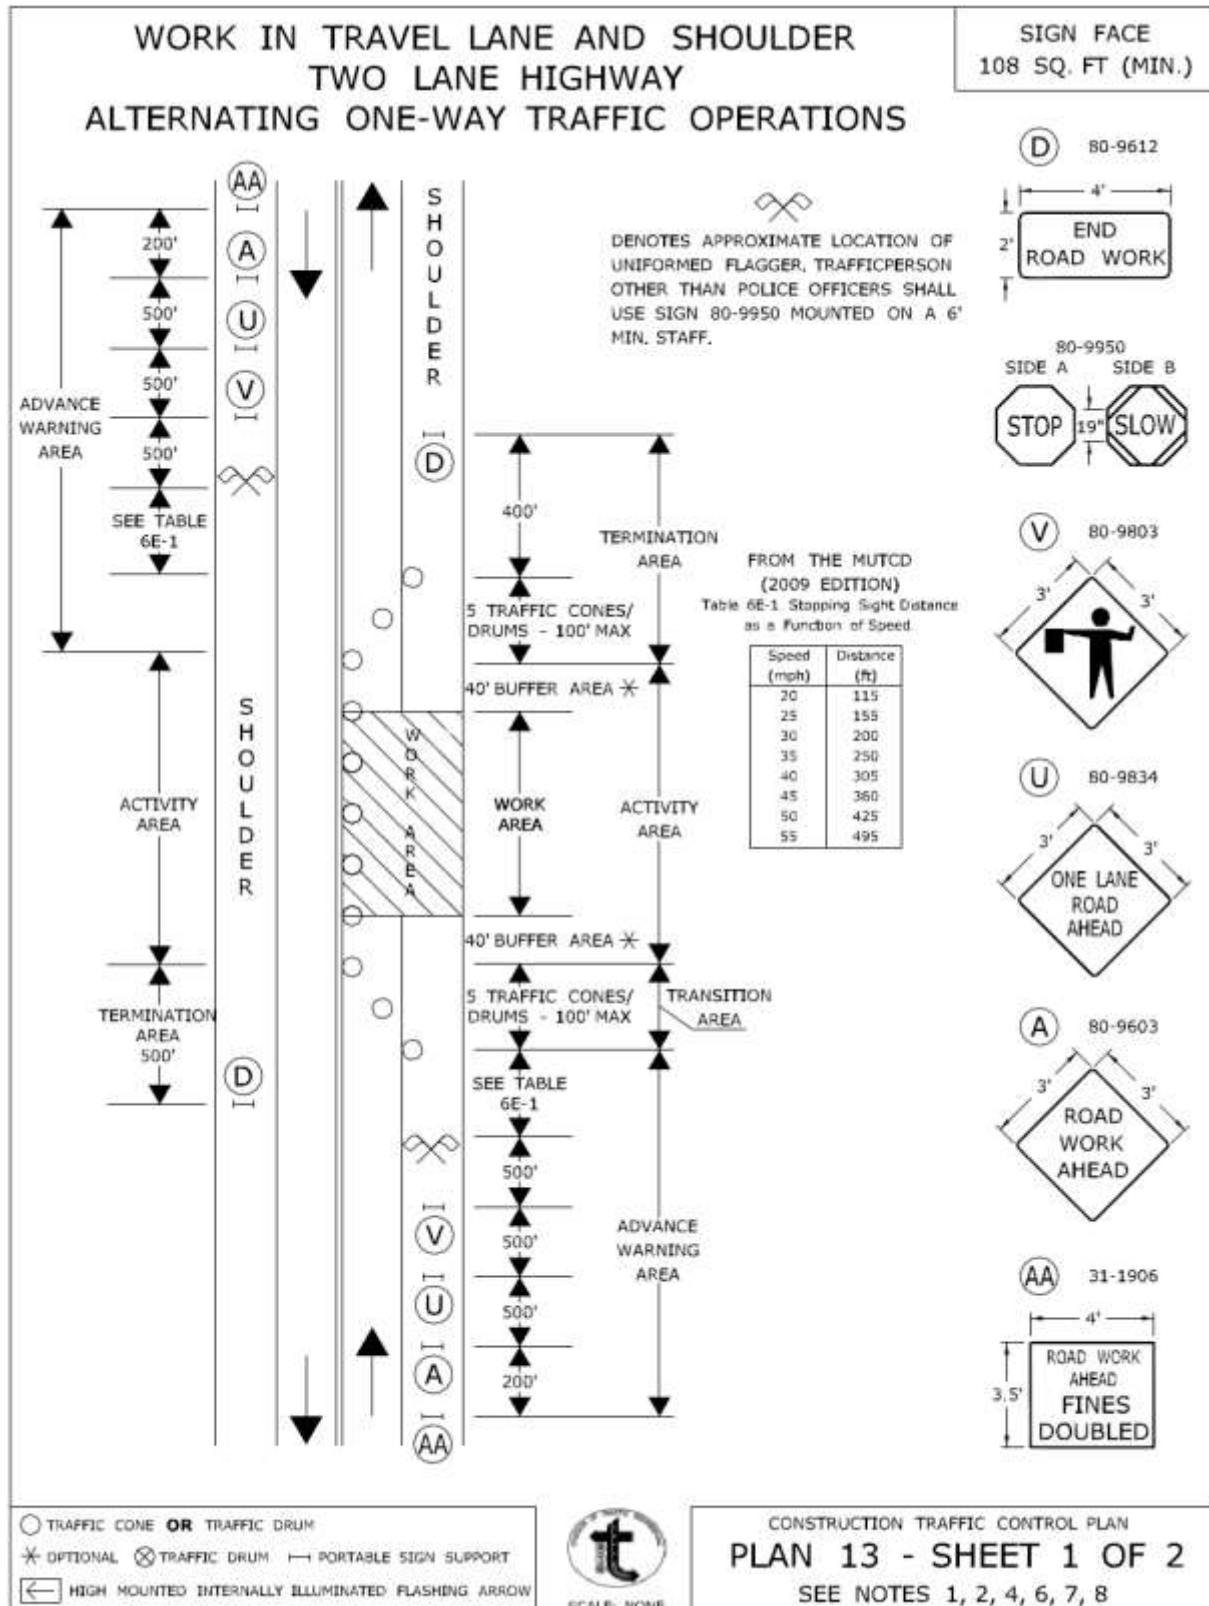 WORK IN TRAVEL LANE AND SHOULDER
TWO LANE HIGHWAY
ALTERNATING ONE-WAY TRAFFIC OPERATIONS
SIGN FACE
108 SQ. FT (MIN.)
AA
200'
A
500'
U
500'
V
500'
ADVANCE
WARNING
AREA
SEE TABLE
6E-1
SHOULDER
ACTIVITY
AREA
TERMINATION
AREA
500'
D
SHOULDER
D
400'
TERMINATION
AREA
5 TRAFFIC CONES/
DRUMS - 100' MAX
40' BUFFER AREA *
WORK AREA
WORK
AREA
ACTIVITY
AREA
40' BUFFER AREA *
5 TRAFFIC CONES/
DRUMS - 100' MAX
TRANSITION
AREA
SEE TABLE
6E-1
500'
V
500'
U
500'
A
200'
AA
ADVANCE
WARNING
AREA
DENOTES APPROXIMATE LOCATION OF
UNIFORMED FLAGGER, TRAFFICPERSON
OTHER THAN POLICE OFFICERS SHALL
USE SIGN 80-9950 MOUNTED ON A 6'
MIN. STAFF.
FROM THE MUTCD
(2009 EDITION)
Table 6E-1 Stopping Sight Distance
as a Function of Speed
Speed Distance
(mph) (ft)
20 115
25 155
30 200
35 250
40 305
45 360
50 425
55 495
D 80-9612
4'
2'
END
ROAD WORK
80-9950
SIDE A SIDE B
STOP 19" SLOW
V 80-9803
3' 3'
U 80-9834
3' 3'
ONE LANE
ROAD
AHEAD
A 80-9603
3' 3'
ROAD
WORK
AHEAD
AA 31-1906
4'
3.5'
ROAD WORK
AHEAD
FINES
DOUBLED
TRAFFIC CONE OR TRAFFIC DRUM
* OPTIONAL TRAFFIC DRUM PORTABLE SIGN SUPPORT
HIGH MOUNTED INTERNALLY ILLUMINATED FLASHING ARROW
SCALE: NONE
CONSTRUCTION TRAFFIC CONTROL PLAN
PLAN 13 - SHEET 1 OF 2
SEE NOTES 1, 2, 4, 6, 7, 8